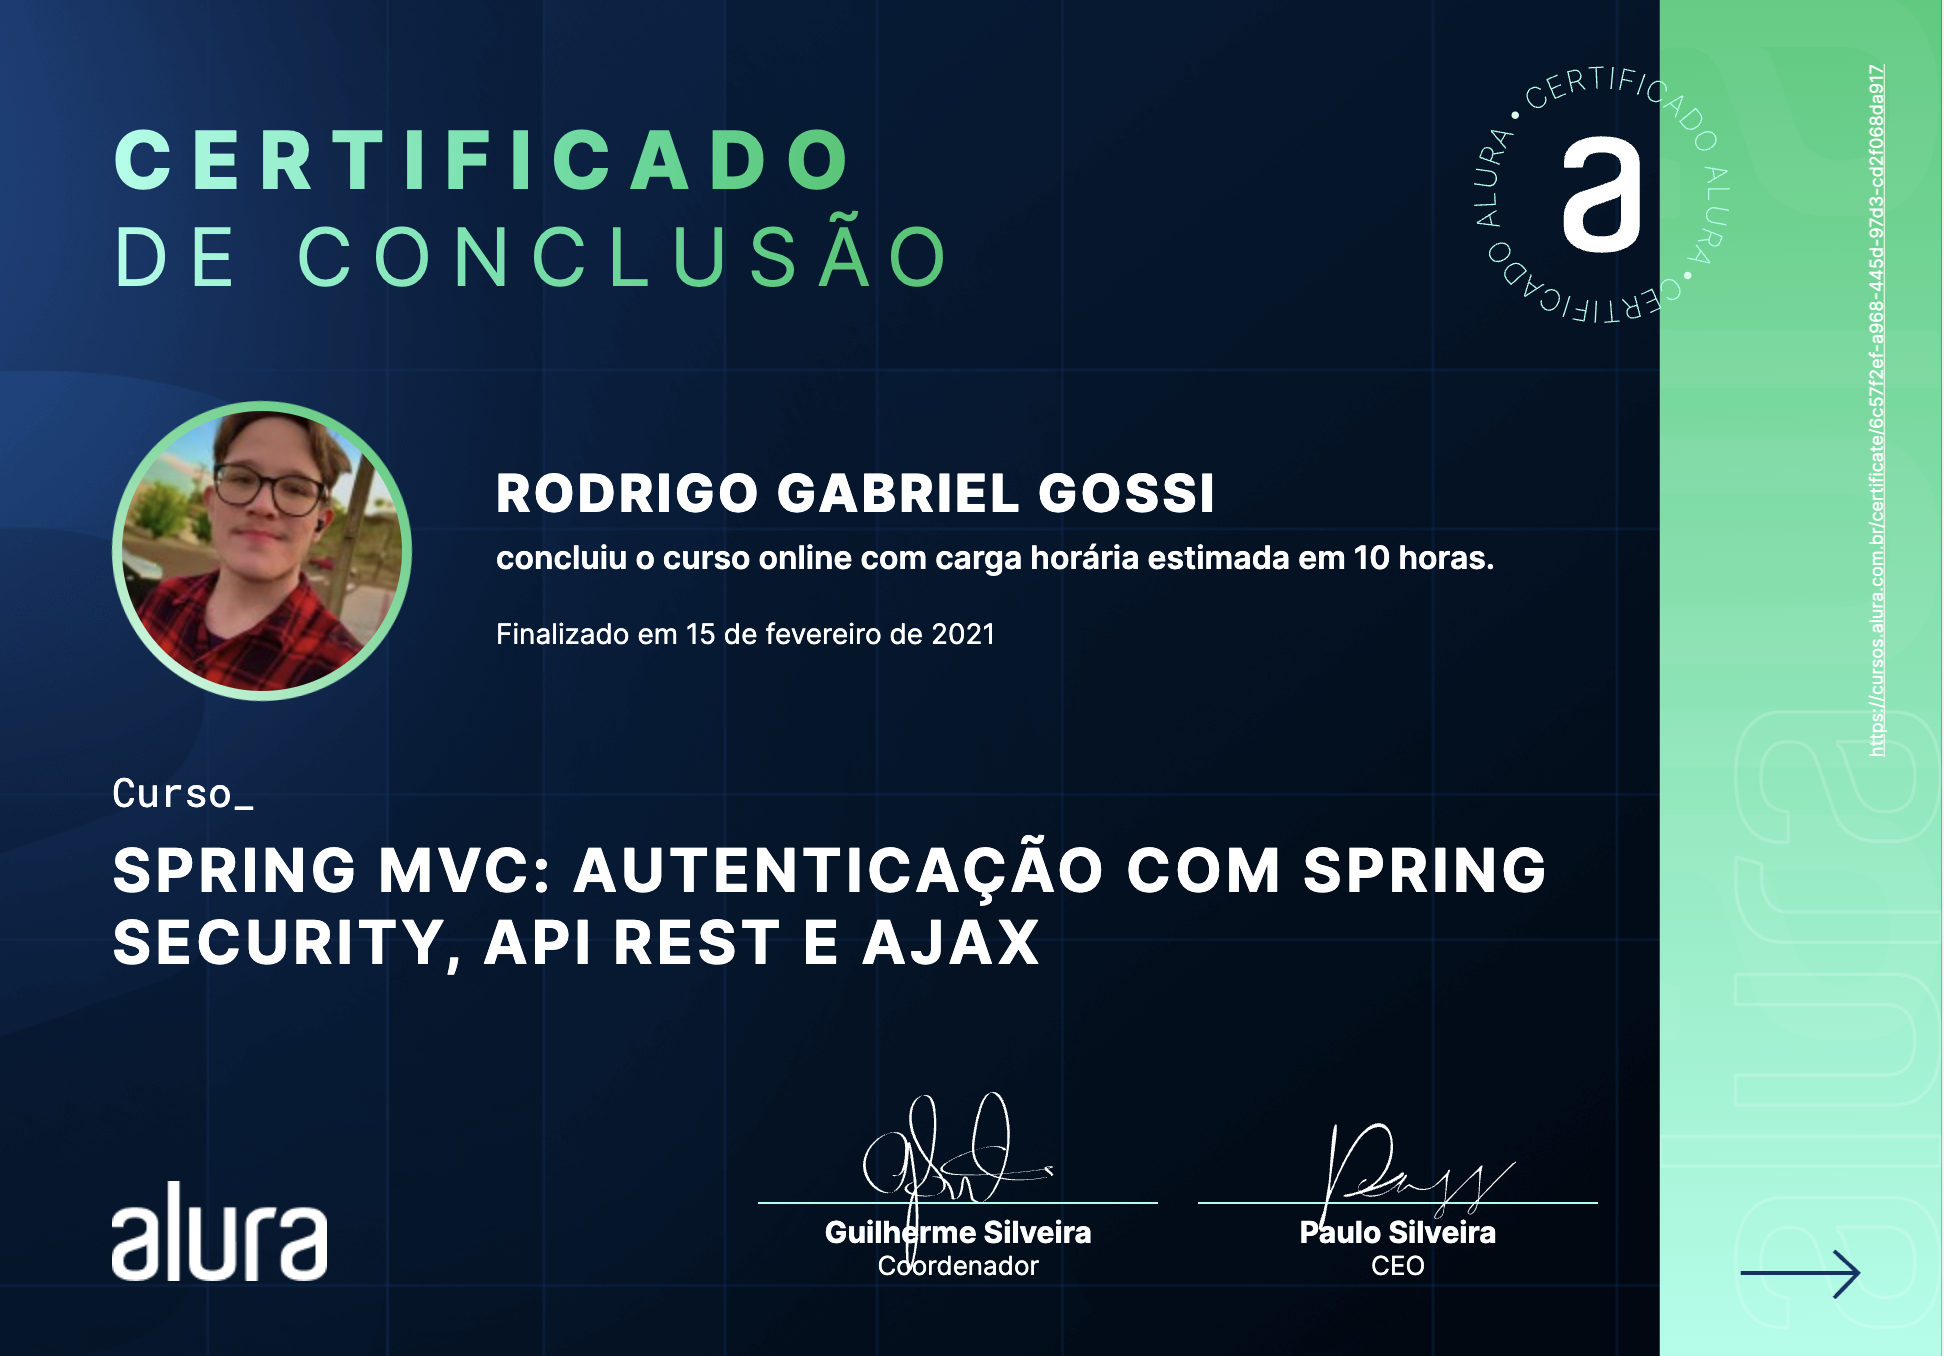 CERTIFICADO
DE CONCLUSÃO
CERTIFICADO ALURA • CERTIFICADO ALURA •
a
https://cursos.alura.com.br/certificate/6c57f2ef-a968-445d-97d3-cd2f068da917
RODRIGO GABRIEL GOSSI
concluiu o curso online com carga horária estimada em 10 horas.
Finalizado em 15 de fevereiro de 2021
Curso_
SPRING MVC: AUTENTICAÇÃO COM SPRING
SECURITY, API REST E AJAX
alura
Guilherme Silveira
Coordenador
Paulo Silveira
CEO
alura